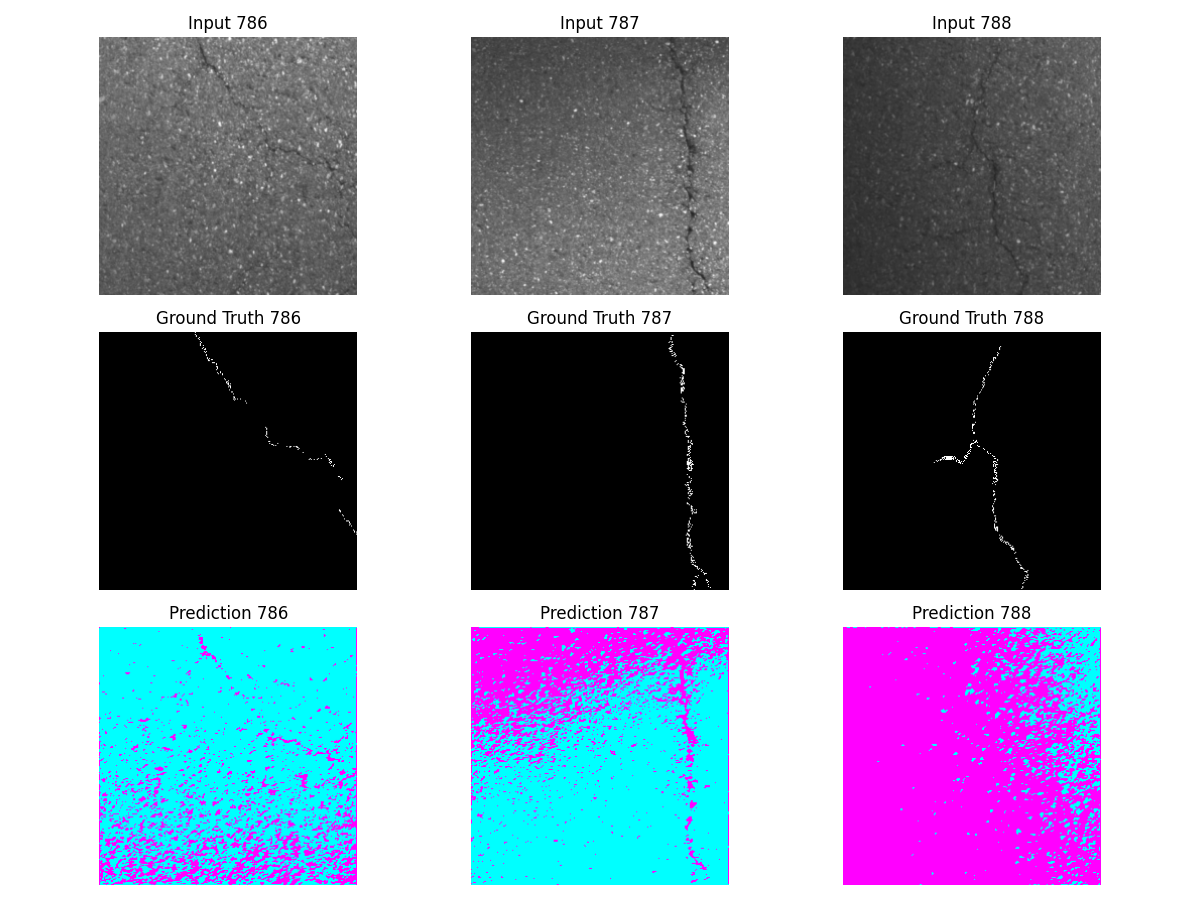 Input 786
Input 787
Input 788
Ground Truth 786
Ground Truth 787
Ground Truth 788
Prediction 786
Prediction 787
Prediction 788